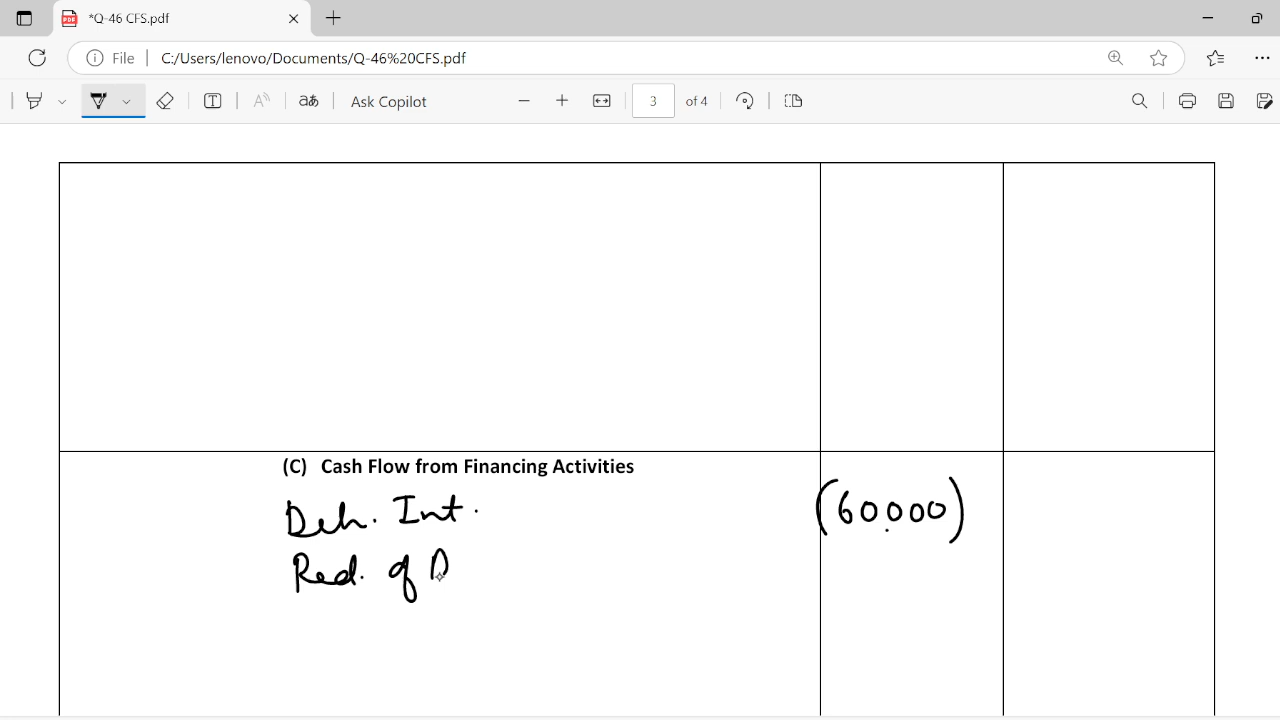 *Q-46 CFS.pdf
File C:/Users/lenovo/Documents/Q-46%20CFS.pdf
Ask Copilot 3 of 4
(C) Cash Flow from Financing Activities
Deb. Int. (60,000)
Red. of D